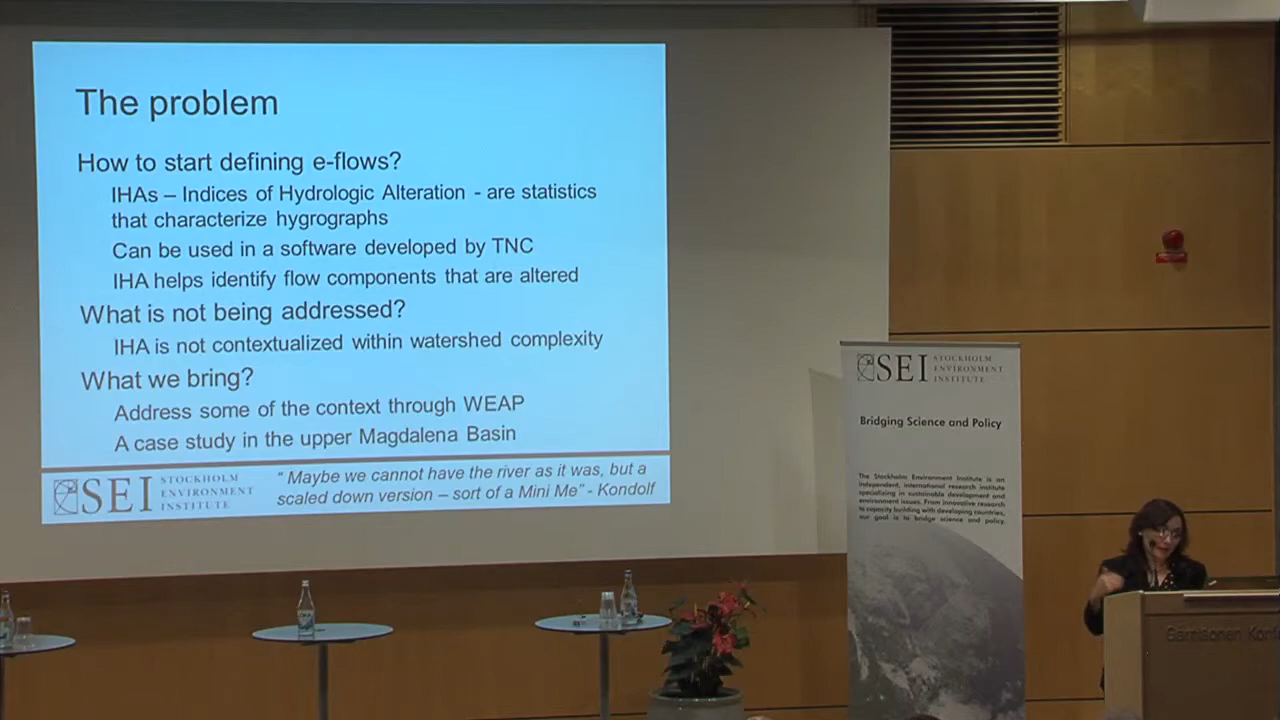 The problem
How to start defining e-flows?
IHAs – Indices of Hydrologic Alteration - are statistics
that characterize hygrographs
Can be used in a software developed by TNC
IHA helps identify flow components that are altered
What is not being addressed?
IHA is not contextualized within watershed complexity
What we bring?
Address some of the context through WEAP
A case study in the upper Magdalena Basin
SEI STOCKHOLM
ENVIRONMENT
INSTITUTE
“ Maybe we cannot have the river as it was, but a
scaled down version – sort of a Mini Me” - Kondolf
SEI STOCKHOLM
ENVIRONMENT
INSTITUTE
Bridging Science and Policy
The Stockholm Environment Institute is an
independent, international research institute
specialising in sustainable development and
environment issues. From innovative research
to capacity building with developing countries,
our goal is to bridge science and policy.
Garnisonen